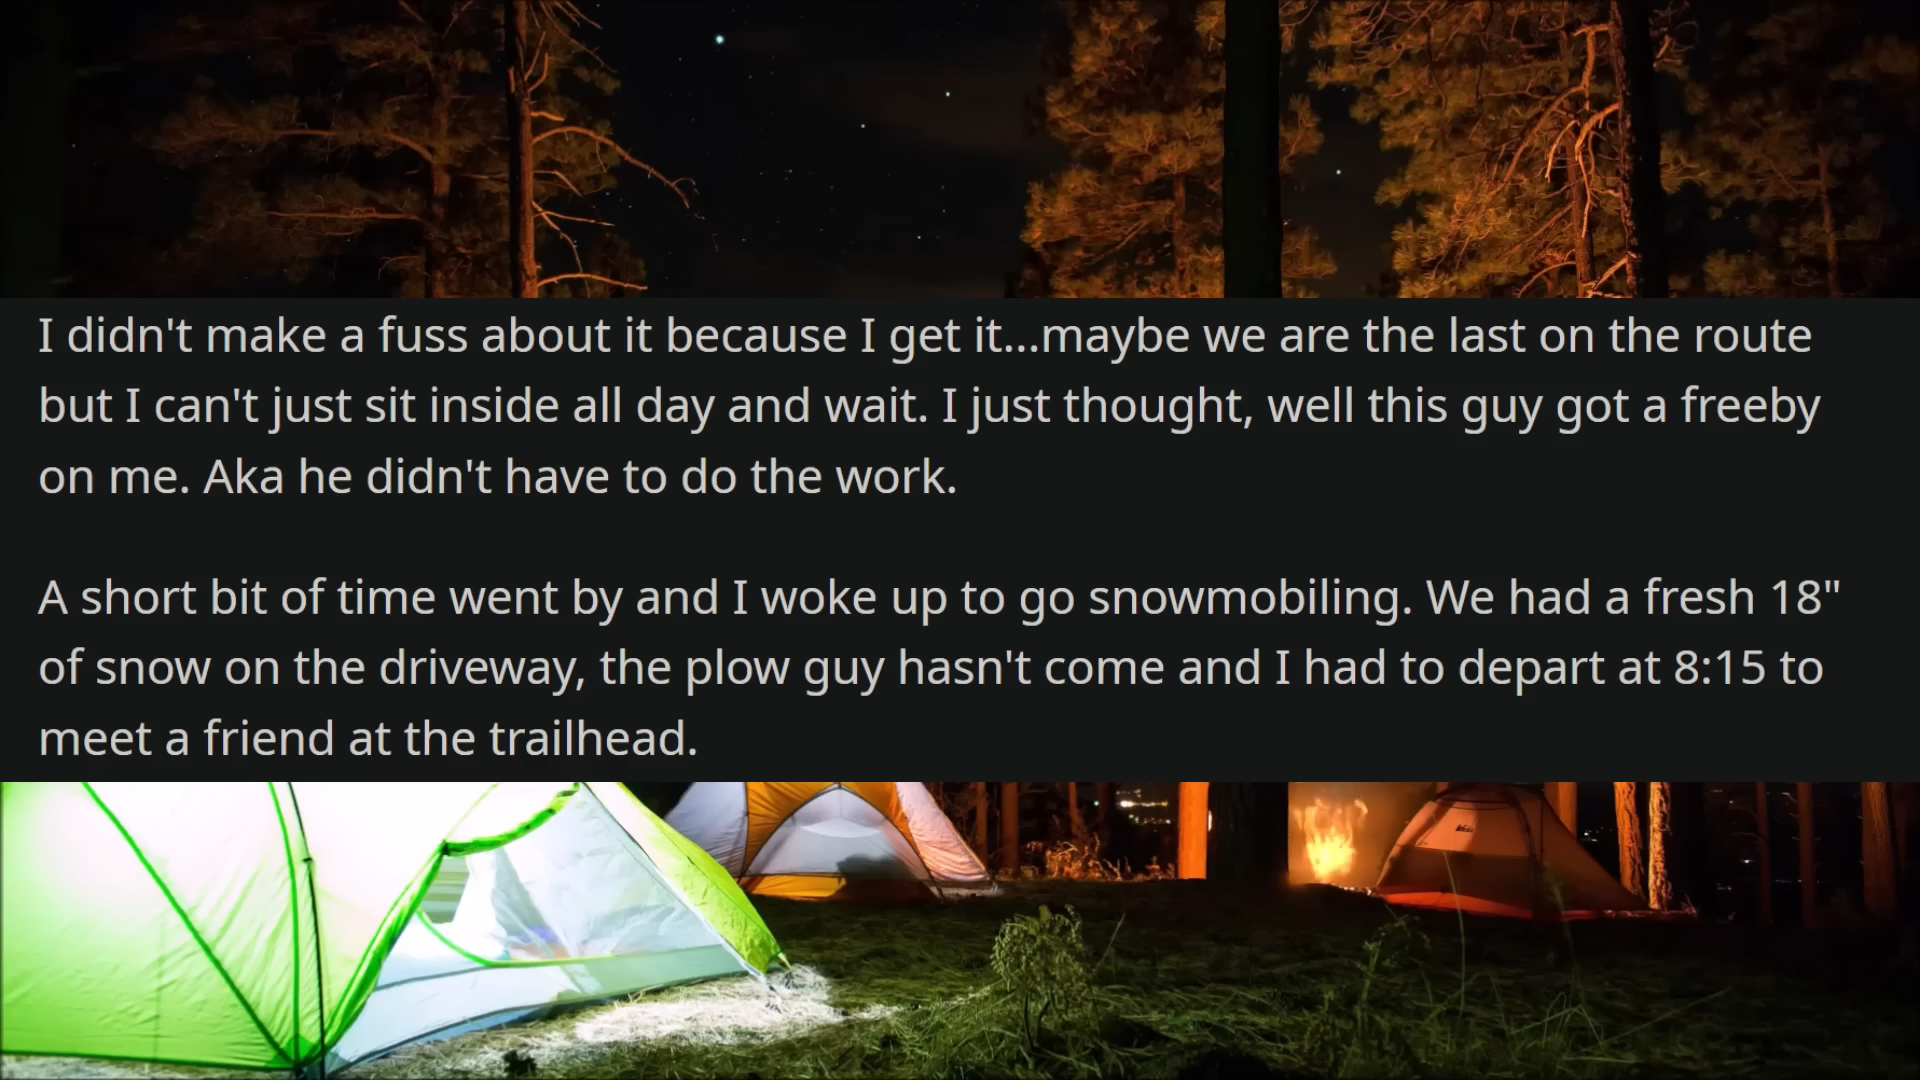 I didn't make a fuss about it because I get it...maybe we are the last on the route
but I can't just sit inside all day and wait. I just thought, well this guy got a freeby
on me. Aka he didn't have to do the work.
A short bit of time went by and I woke up to go snowmobiling. We had a fresh 18"
of snow on the driveway, the plow guy hasn't come and I had to depart at 8:15 to
meet a friend at the trailhead.